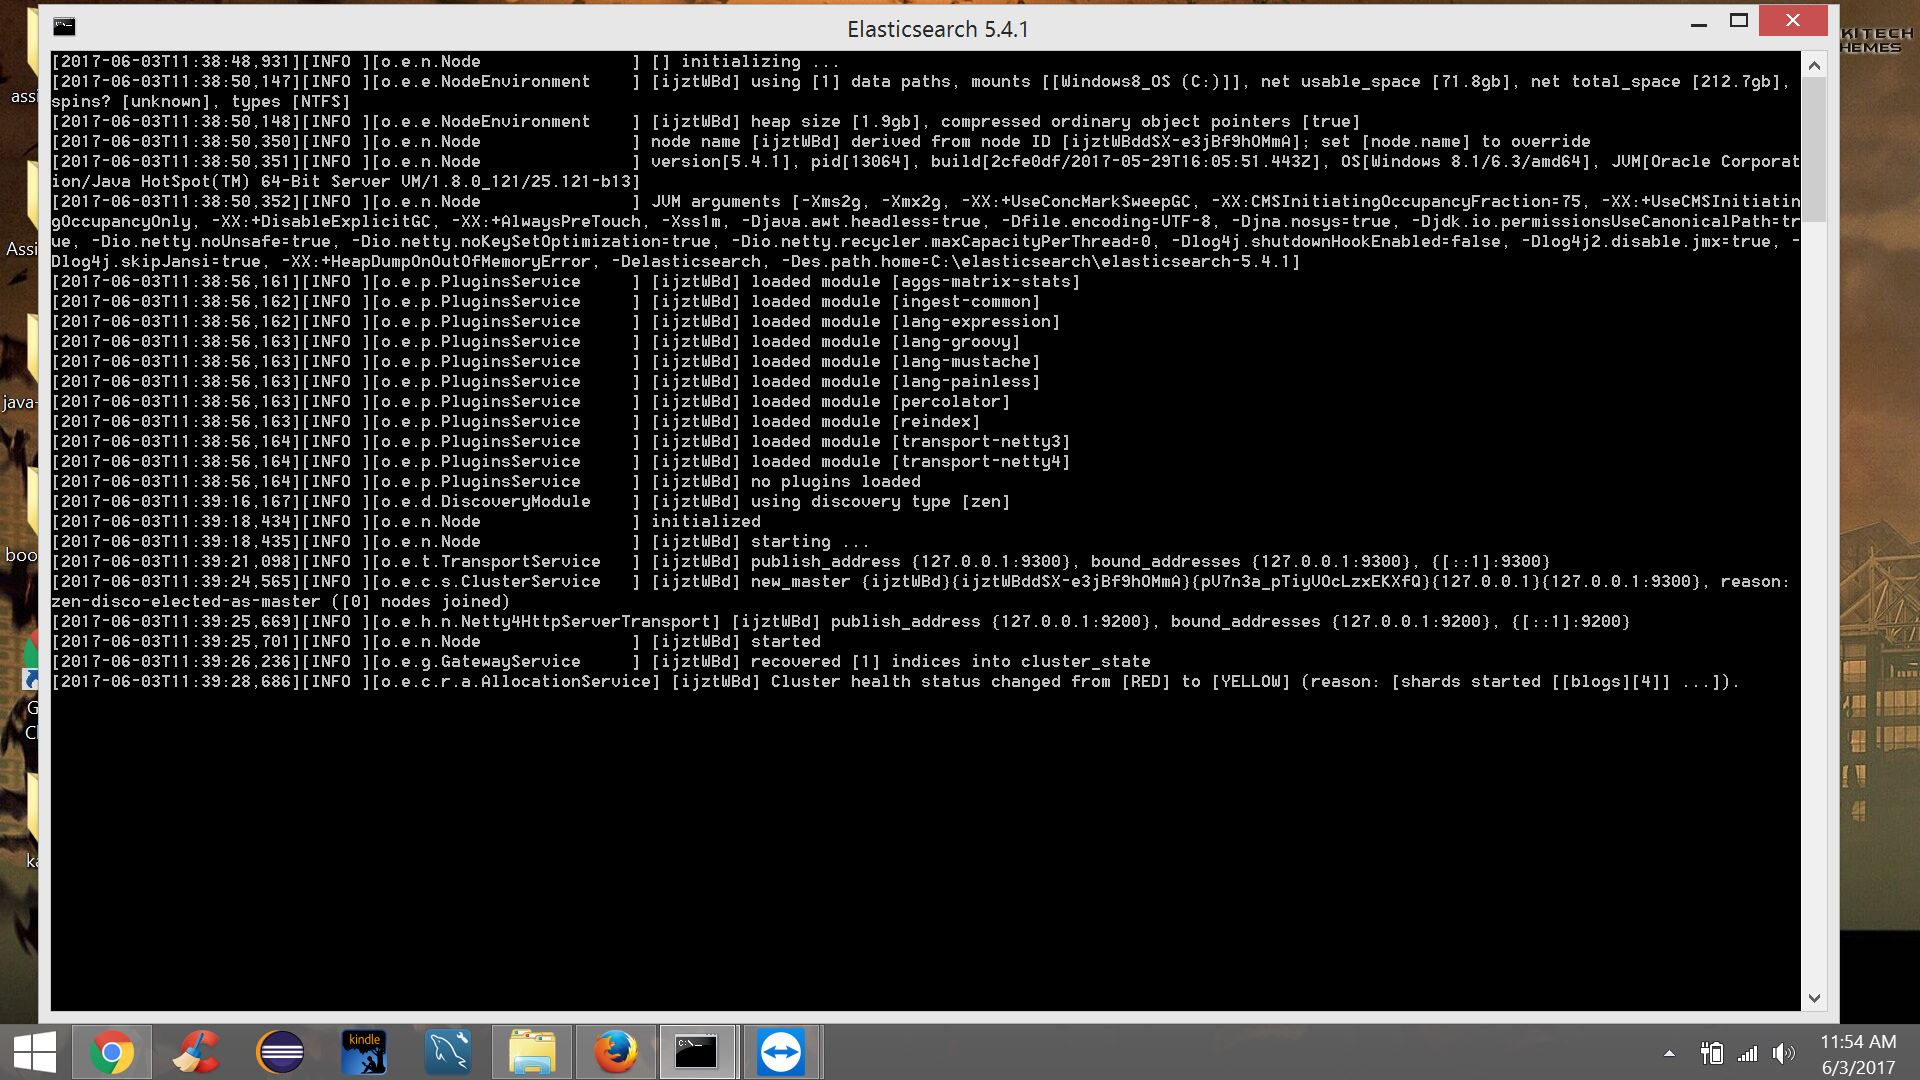 Elasticsearch 5.4.1
[2017-06-03T11:38:48,931][INFO ][o.e.n.Node               ] [] initializing ...
[2017-06-03T11:38:50,147][INFO ][o.e.e.NodeEnvironment    ] [ijztWBd] using [1] data paths, mounts [[Windows8_OS (C:)]], net usable_space [71.8gb], net total_space [212.7gb],
spins? [unknown], types [NTFS]
[2017-06-03T11:38:50,148][INFO ][o.e.e.NodeEnvironment    ] [ijztWBd] heap size [1.9gb], compressed ordinary object pointers [true]
[2017-06-03T11:38:50,350][INFO ][o.e.n.Node               ] node name [ijztWBd] derived from node ID [ijztWBddSX-e3jBf9hOMmA]; set [node.name] to override
[2017-06-03T11:38:50,351][INFO ][o.e.n.Node               ] version[5.4.1], pid[13064], build[2cfe0df/2017-05-29T16:05:51.443Z], OS[Windows 8.1/6.3/amd64], JVM[Oracle Corporat
ion/Java HotSpot(TM) 64-Bit Server VM/1.8.0_121/25.121-b13]
[2017-06-03T11:38:50,352][INFO ][o.e.n.Node               ] JVM arguments [-Xms2g, -Xmx2g, -XX:+UseConcMarkSweepGC, -XX:CMSInitiatingOccupancyFraction=75, -XX:+UseCMSInitiatin
gOccupancyOnly, -XX:+DisableExplicitGC, -XX:+AlwaysPreTouch, -Xss1m, -Djava.awt.headless=true, -Dfile.encoding=UTF-8, -Djna.nosys=true, -Djdk.io.permissionsUseCanonicalPath=tr
ue, -Dio.netty.noUnsafe=true, -Dio.netty.noKeySetOptimization=true, -Dio.netty.recycler.maxCapacityPerThread=0, -Dlog4j.shutdownHookEnabled=false, -Dlog4j2.disable.jmx=true, -
Dlog4j.skipJansi=true, -XX:+HeapDumpOnOutOfMemoryError, -Delasticsearch, -Des.path.home=C:\elasticsearch\elasticsearch-5.4.1]
[2017-06-03T11:38:56,161][INFO ][o.e.p.PluginsService     ] [ijztWBd] loaded module [aggs-matrix-stats]
[2017-06-03T11:38:56,162][INFO ][o.e.p.PluginsService     ] [ijztWBd] loaded module [ingest-common]
[2017-06-03T11:38:56,162][INFO ][o.e.p.PluginsService     ] [ijztWBd] loaded module [lang-expression]
[2017-06-03T11:38:56,163][INFO ][o.e.p.PluginsService     ] [ijztWBd] loaded module [lang-groovy]
[2017-06-03T11:38:56,163][INFO ][o.e.p.PluginsService     ] [ijztWBd] loaded module [lang-mustache]
[2017-06-03T11:38:56,163][INFO ][o.e.p.PluginsService     ] [ijztWBd] loaded module [lang-painless]
[2017-06-03T11:38:56,163][INFO ][o.e.p.PluginsService     ] [ijztWBd] loaded module [percolator]
[2017-06-03T11:38:56,163][INFO ][o.e.p.PluginsService     ] [ijztWBd] loaded module [reindex]
[2017-06-03T11:38:56,164][INFO ][o.e.p.PluginsService     ] [ijztWBd] loaded module [transport-netty3]
[2017-06-03T11:38:56,164][INFO ][o.e.p.PluginsService     ] [ijztWBd] loaded module [transport-netty4]
[2017-06-03T11:38:56,164][INFO ][o.e.p.PluginsService     ] [ijztWBd] no plugins loaded
[2017-06-03T11:39:16,167][INFO ][o.e.d.DiscoveryModule    ] [ijztWBd] using discovery type [zen]
[2017-06-03T11:39:18,434][INFO ][o.e.n.Node               ] initialized
[2017-06-03T11:39:18,435][INFO ][o.e.n.Node               ] [ijztWBd] starting ...
[2017-06-03T11:39:21,098][INFO ][o.e.t.TransportService   ] [ijztWBd] publish_address {127.0.0.1:9300}, bound_addresses {127.0.0.1:9300}, {[::1]:9300}
[2017-06-03T11:39:24,565][INFO ][o.e.c.s.ClusterService   ] [ijztWBd] new_master {ijztWBd}{ijztWBddSX-e3jBf9hOMmA}{pV7n3a_pTiyUOcLzxEKXfQ}{127.0.0.1}{127.0.0.1:9300}, reason:
zen-disco-elected-as-master ([0] nodes joined)
[2017-06-03T11:39:25,669][INFO ][o.e.h.n.Netty4HttpServerTransport] [ijztWBd] publish_address {127.0.0.1:9200}, bound_addresses {127.0.0.1:9200}, {[::1]:9200}
[2017-06-03T11:39:25,701][INFO ][o.e.n.Node               ] [ijztWBd] started
[2017-06-03T11:39:26,236][INFO ][o.e.g.GatewayService     ] [ijztWBd] recovered [1] indices into cluster_state
[2017-06-03T11:39:28,686][INFO ][o.e.c.r.a.AllocationService] [ijztWBd] Cluster health status changed from [RED] to [YELLOW] (reason: [shards started [[blogs][4]] ...]).
KITECH
HEMES
assi
Assi
java-
boo
G
Cl
ka
kindle
C:\_
11:54 AM
6/3/2017